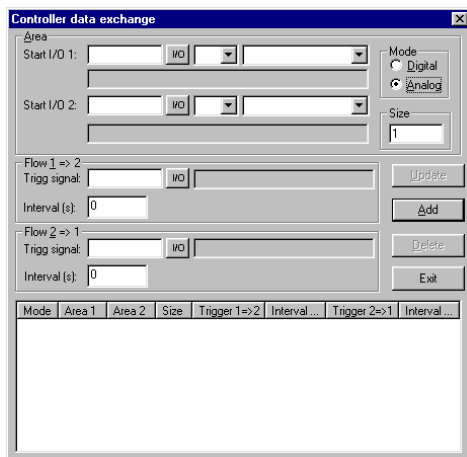 Controller data exchange
Area
Start I/O 1: I/O
Mode
Digital
Analog
Start I/O 2: I/O
Size
1
Flow 1 => 2
Trigg signal: I/O
Update
Interval (s): 0
Add
Flow 2 => 1
Trigg signal: I/O
Delete
Interval (s): 0
Exit
Mode Area 1 Area 2 Size Trigger 1=>2 Interval ... Trigger 2=>1 Interval ...